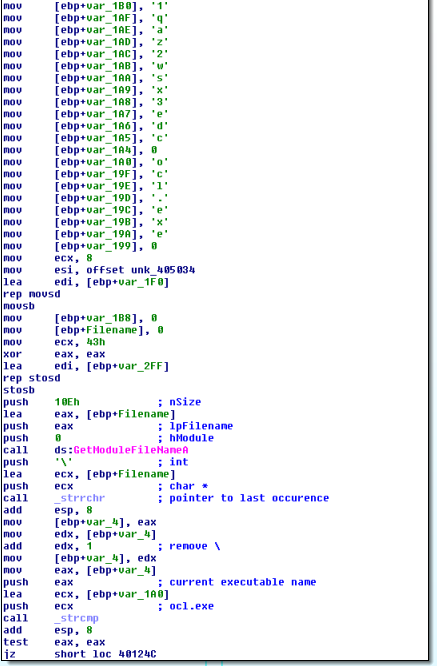 mov [ebp+var_1B0], '1'
mov [ebp+var_1AF], 'q'
mov [ebp+var_1AE], 'a'
mov [ebp+var_1AD], 'z'
mov [ebp+var_1AC], '2'
mov [ebp+var_1AB], 'w'
mov [ebp+var_1AA], 's'
mov [ebp+var_1A9], 'x'
mov [ebp+var_1A8], '3'
mov [ebp+var_1A7], 'e'
mov [ebp+var_1A6], 'd'
mov [ebp+var_1A5], 'c'
mov [ebp+var_1A4], 0
mov [ebp+var_1A0], 'o'
mov [ebp+var_19F], 'c'
mov [ebp+var_19E], 'l'
mov [ebp+var_19D], '.'
mov [ebp+var_19C], 'e'
mov [ebp+var_19B], 'x'
mov [ebp+var_19A], 'e'
mov [ebp+var_199], 0
mov ecx, 8
mov esi, offset unk_405034
lea edi, [ebp+var_1F0]
rep movsd
movsb
mov [ebp+var_1B8], 0
mov [ebp+Filename], 0
mov ecx, 43h
xor eax, eax
lea edi, [ebp+var_2FF]
rep stosd
stosb
push 10Eh ; nSize
lea eax, [ebp+Filename]
push eax ; lpFilename
push 0 ; hModule
call ds:GetModuleFileNameA
push '\' ; int
lea ecx, [ebp+Filename]
push ecx ; char *
call _strrchr ; pointer to last occurence
add esp, 8
mov [ebp+var_4], eax
mov edx, [ebp+var_4]
add edx, 1 ; remove \
mov [ebp+var_4], edx
mov eax, [ebp+var_4]
push eax ; current executable name
lea ecx, [ebp+var_1A0]
push ecx ; ocl.exe
call _strcmp
add esp, 8
test eax, eax
jz short loc_40124C